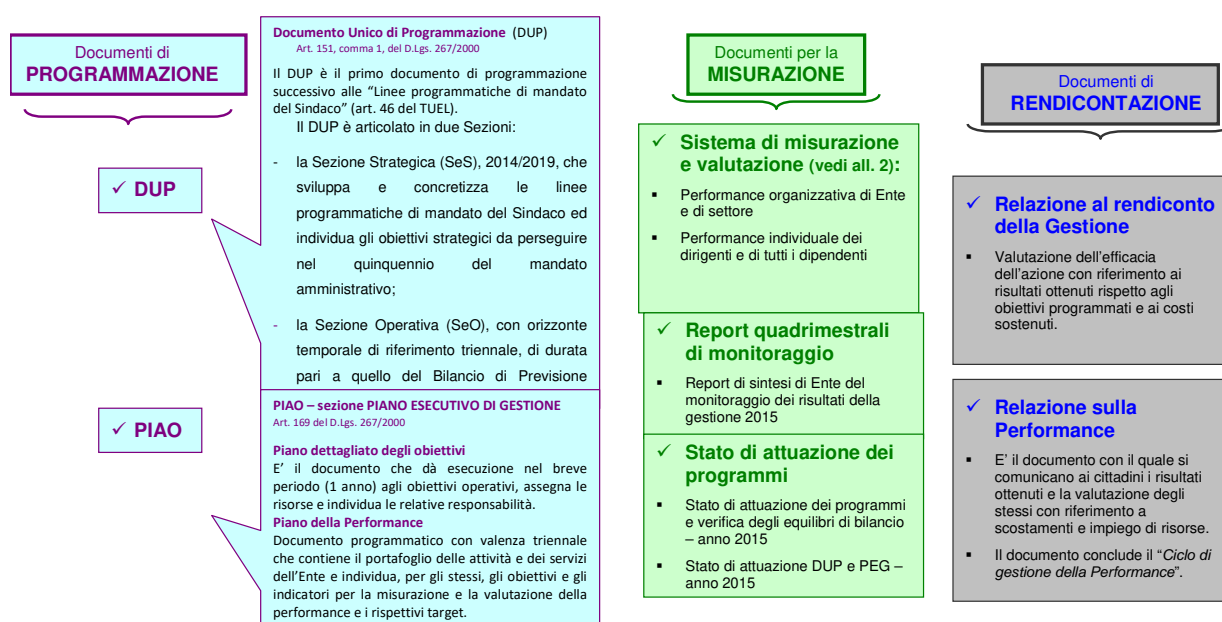 Documenti di
PROGRAMMAZIONE
✓ DUP
✓ PIAO
Documento Unico di Programmazione (DUP)
Art. 151, comma 1, del D.Lgs. 267/2000
Il DUP è il primo documento di programmazione
successivo alle "Linee programmatiche di mandato
del Sindaco" (art. 46 del TUEL).
Il DUP è articolato in due Sezioni:
- la Sezione Strategica (SeS), 2014/2019, che
sviluppa e concretizza le linee
programmatiche di mandato del Sindaco ed
individua gli obiettivi strategici da perseguire
nel quinquennio del mandato
amministrativo;
- la Sezione Operativa (SeO), con orizzonte
temporale di riferimento triennale, di durata
pari a quello del Bilancio di Previsione
PIAO – sezione PIANO ESECUTIVO DI GESTIONE
Art. 169 del D.Lgs. 267/2000
Piano dettagliato degli obiettivi
E' il documento che dà esecuzione nel breve
periodo (1 anno) agli obiettivi operativi, assegna le
risorse e individua le relative responsabilità.
Piano della Performance
Documento programmatico con valenza triennale
che contiene il portafoglio delle attività e dei servizi
dell'Ente e individua, per gli stessi, gli obiettivi e gli
indicatori per la misurazione e la valutazione della
performance e i rispettivi target.
Documenti per la
MISURAZIONE
✓ Sistema di misurazione
e valutazione (vedi all. 2):
▪ Performance organizzativa di Ente
e di settore
▪ Performance individuale dei
dirigenti e di tutti i dipendenti
✓ Report quadrimestrali
di monitoraggio
▪ Report di sintesi di Ente del
monitoraggio dei risultati della
gestione 2015
✓ Stato di attuazione dei
programmi
▪ Stato di attuazione dei programmi
e verifica degli equilibri di bilancio
– anno 2015
▪ Stato di attuazione DUP e PEG –
anno 2015
Documenti di
RENDICONTAZIONE
✓ Relazione al rendiconto
della Gestione
▪ Valutazione dell'efficacia
dell'azione con riferimento ai
risultati ottenuti rispetto agli
obiettivi programmati e ai costi
sostenuti.
✓ Relazione sulla
Performance
▪ E' il documento con il quale si
comunicano ai cittadini i risultati
ottenuti e la valutazione degli
stessi con riferimento a
scostamenti e impiego di risorse.
▪ Il documento conclude il "Ciclo di
gestione della Performance".